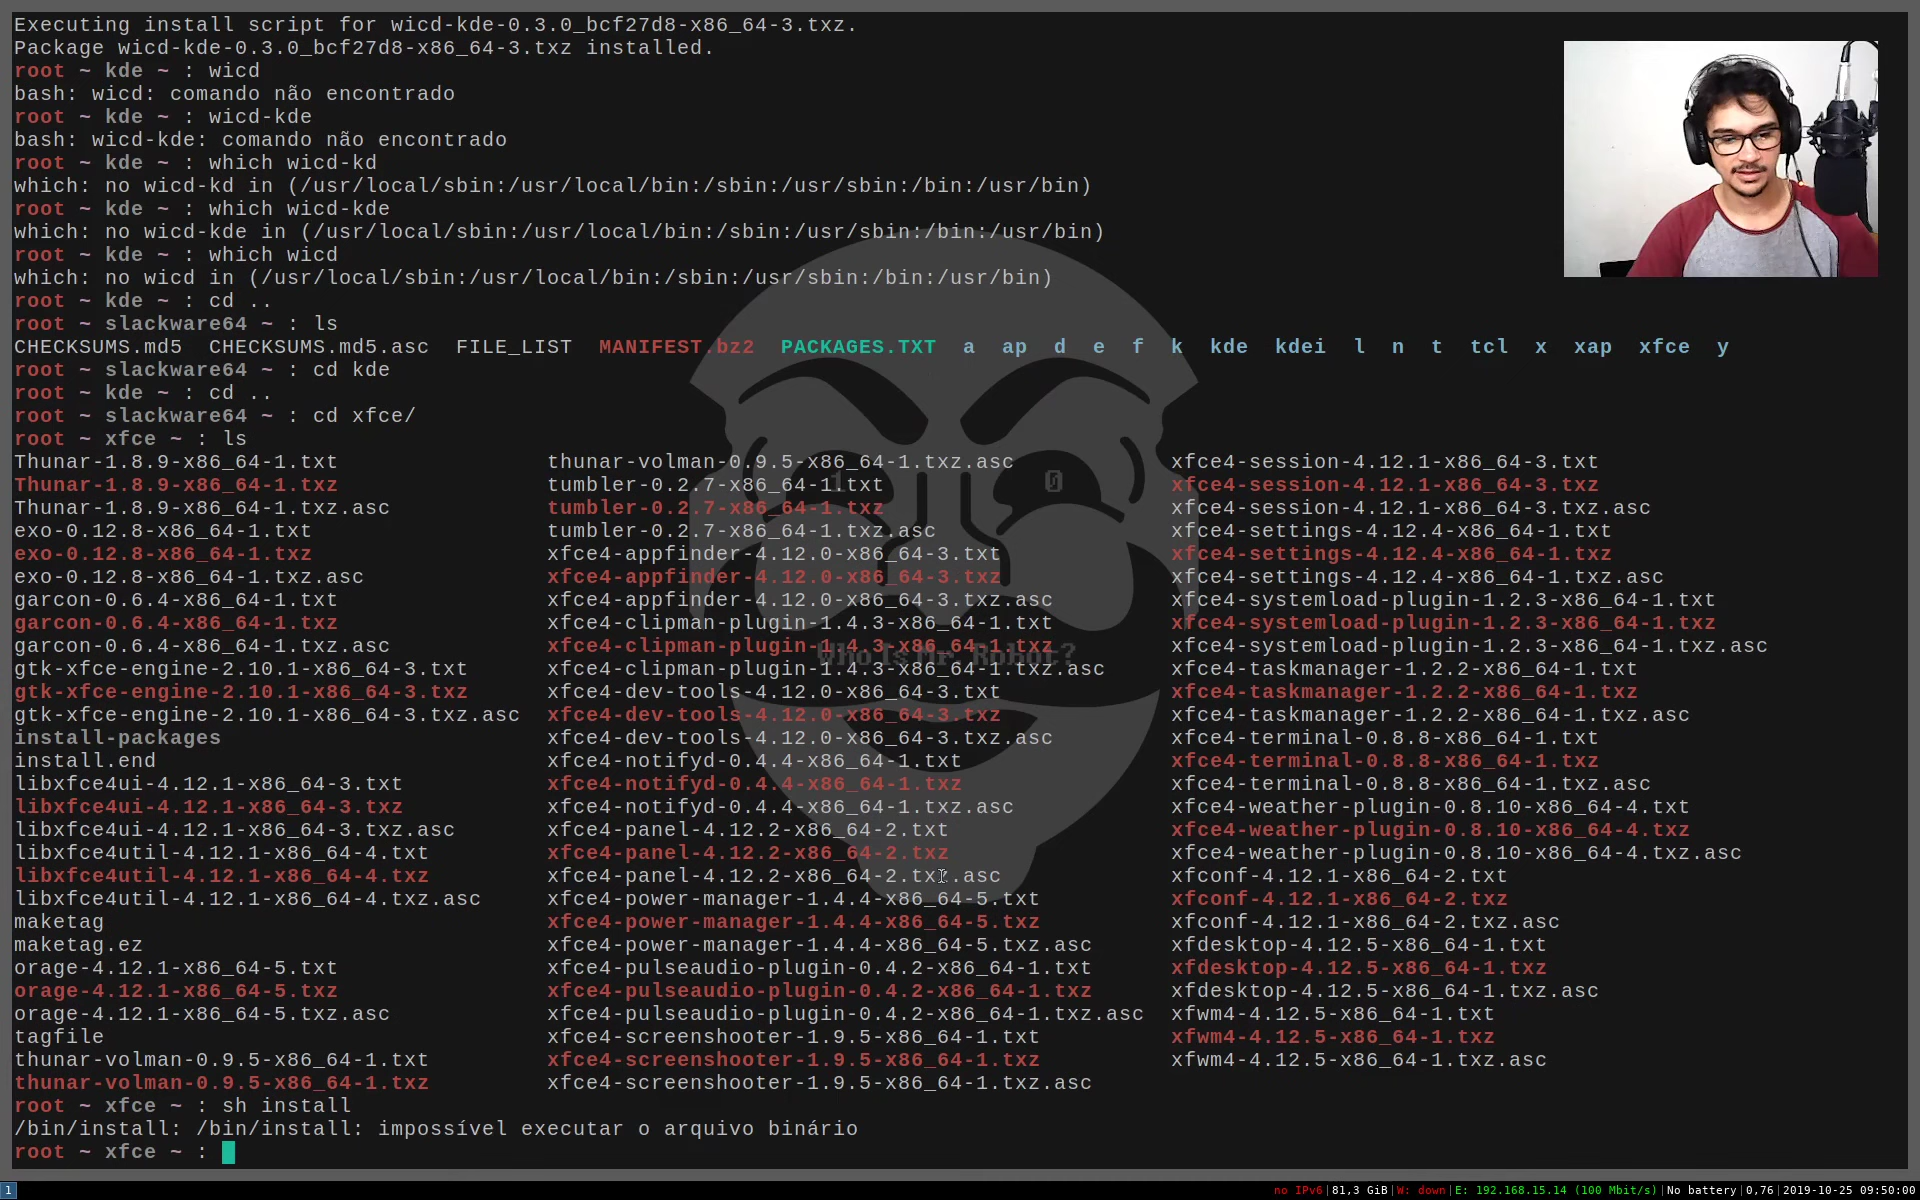 Executing install script for wicd-kde-0.3.0_bcf27d8-x86_64-3.txz.
Package wicd-kde-0.3.0_bcf27d8-x86_64-3.txz installed.
root ~ kde ~ : wicd
bash: wicd: comando não encontrado
root ~ kde ~ : wicd-kde
bash: wicd-kde: comando não encontrado
root ~ kde ~ : which wicd-kd
which: no wicd-kd in (/usr/local/sbin:/usr/local/bin:/sbin:/usr/sbin:/bin:/usr/bin)
root ~ kde ~ : which wicd-kde
which: no wicd-kde in (/usr/local/sbin:/usr/local/bin:/sbin:/usr/sbin:/bin:/usr/bin)
root ~ kde ~ : which wicd
which: no wicd in (/usr/local/sbin:/usr/local/bin:/sbin:/usr/sbin:/bin:/usr/bin)
root ~ kde ~ : cd ..
root ~ slackware64 ~ : ls
CHECKSUMS.md5  CHECKSUMS.md5.asc  FILE_LIST  MANIFEST.bz2  PACKAGES.TXT  a  ap  d  e  f  k  kde  kdei  l  n  t  tcl  x  xap  xfce  y
root ~ slackware64 ~ : cd kde
root ~ kde ~ : cd ..
root ~ slackware64 ~ : cd xfce/
root ~ xfce ~ : ls
Thunar-1.8.9-x86_64-1.txt  thunar-volman-0.9.5-x86_64-1.txz.asc  xfce4-session-4.12.1-x86_64-3.txt
Thunar-1.8.9-x86_64-1.txz  tumbler-0.2.7-x86_64-1.txt  xfce4-session-4.12.1-x86_64-3.txz
Thunar-1.8.9-x86_64-1.txz.asc  tumbler-0.2.7-x86_64-1.txz  xfce4-session-4.12.1-x86_64-3.txz.asc
exo-0.12.8-x86_64-1.txt  tumbler-0.2.7-x86_64-1.txz.asc  xfce4-settings-4.12.4-x86_64-1.txt
exo-0.12.8-x86_64-1.txz  xfce4-appfinder-4.12.0-x86_64-3.txt  xfce4-settings-4.12.4-x86_64-1.txz
exo-0.12.8-x86_64-1.txz.asc  xfce4-appfinder-4.12.0-x86_64-3.txz  xfce4-settings-4.12.4-x86_64-1.txz.asc
garcon-0.6.4-x86_64-1.txt  xfce4-appfinder-4.12.0-x86_64-3.txz.asc  xfce4-systemload-plugin-1.2.3-x86_64-1.txt
garcon-0.6.4-x86_64-1.txz  xfce4-clipman-plugin-1.4.3-x86_64-1.txt  xfce4-systemload-plugin-1.2.3-x86_64-1.txz
garcon-0.6.4-x86_64-1.txz.asc  xfce4-clipman-plugin-1.4.3-x86_64-1.txz  xfce4-systemload-plugin-1.2.3-x86_64-1.txz.asc
Who Is Mr. Robot?
gtk-xfce-engine-2.10.1-x86_64-3.txt  xfce4-clipman-plugin-1.4.3-x86_64-1.txz.asc  xfce4-taskmanager-1.2.2-x86_64-1.txt
gtk-xfce-engine-2.10.1-x86_64-3.txz  xfce4-dev-tools-4.12.0-x86_64-3.txt  xfce4-taskmanager-1.2.2-x86_64-1.txz
gtk-xfce-engine-2.10.1-x86_64-3.txz.asc  xfce4-dev-tools-4.12.0-x86_64-3.txz  xfce4-taskmanager-1.2.2-x86_64-1.txz.asc
install-packages  xfce4-dev-tools-4.12.0-x86_64-3.txz.asc  xfce4-terminal-0.8.8-x86_64-1.txt
install.end  xfce4-notifyd-0.4.4-x86_64-1.txt  xfce4-terminal-0.8.8-x86_64-1.txz
libxfce4ui-4.12.1-x86_64-3.txt  xfce4-notifyd-0.4.4-x86_64-1.txz  xfce4-terminal-0.8.8-x86_64-1.txz.asc
libxfce4ui-4.12.1-x86_64-3.txz  xfce4-notifyd-0.4.4-x86_64-1.txz.asc  xfce4-weather-plugin-0.8.10-x86_64-4.txt
libxfce4ui-4.12.1-x86_64-3.txz.asc  xfce4-panel-4.12.2-x86_64-2.txt  xfce4-weather-plugin-0.8.10-x86_64-4.txz
libxfce4util-4.12.1-x86_64-4.txt  xfce4-panel-4.12.2-x86_64-2.txz  xfce4-weather-plugin-0.8.10-x86_64-4.txz.asc
libxfce4util-4.12.1-x86_64-4.txz  xfce4-panel-4.12.2-x86_64-2.txz.asc  xfconf-4.12.1-x86_64-2.txt
libxfce4util-4.12.1-x86_64-4.txz.asc  xfce4-power-manager-1.4.4-x86_64-5.txt  xfconf-4.12.1-x86_64-2.txz
maketag  xfce4-power-manager-1.4.4-x86_64-5.txz  xfconf-4.12.1-x86_64-2.txz.asc
maketag.ez  xfce4-power-manager-1.4.4-x86_64-5.txz.asc  xfdesktop-4.12.5-x86_64-1.txt
orage-4.12.1-x86_64-5.txt  xfce4-pulseaudio-plugin-0.4.2-x86_64-1.txt  xfdesktop-4.12.5-x86_64-1.txz
orage-4.12.1-x86_64-5.txz  xfce4-pulseaudio-plugin-0.4.2-x86_64-1.txz  xfdesktop-4.12.5-x86_64-1.txz.asc
orage-4.12.1-x86_64-5.txz.asc  xfce4-pulseaudio-plugin-0.4.2-x86_64-1.txz.asc  xfwm4-4.12.5-x86_64-1.txt
tagfile  xfce4-screenshooter-1.9.5-x86_64-1.txt  xfwm4-4.12.5-x86_64-1.txz
thunar-volman-0.9.5-x86_64-1.txt  xfce4-screenshooter-1.9.5-x86_64-1.txz  xfwm4-4.12.5-x86_64-1.txz.asc
thunar-volman-0.9.5-x86_64-1.txz  xfce4-screenshooter-1.9.5-x86_64-1.txz.asc
root ~ xfce ~ : sh install
/bin/install: /bin/install: impossível executar o arquivo binário
root ~ xfce ~ :
1  no IPv6|81,3 GiB|W: down|E: 192.168.15.14 (100 Mbit/s)|No battery|0,76|2019-10-25 09:50:00